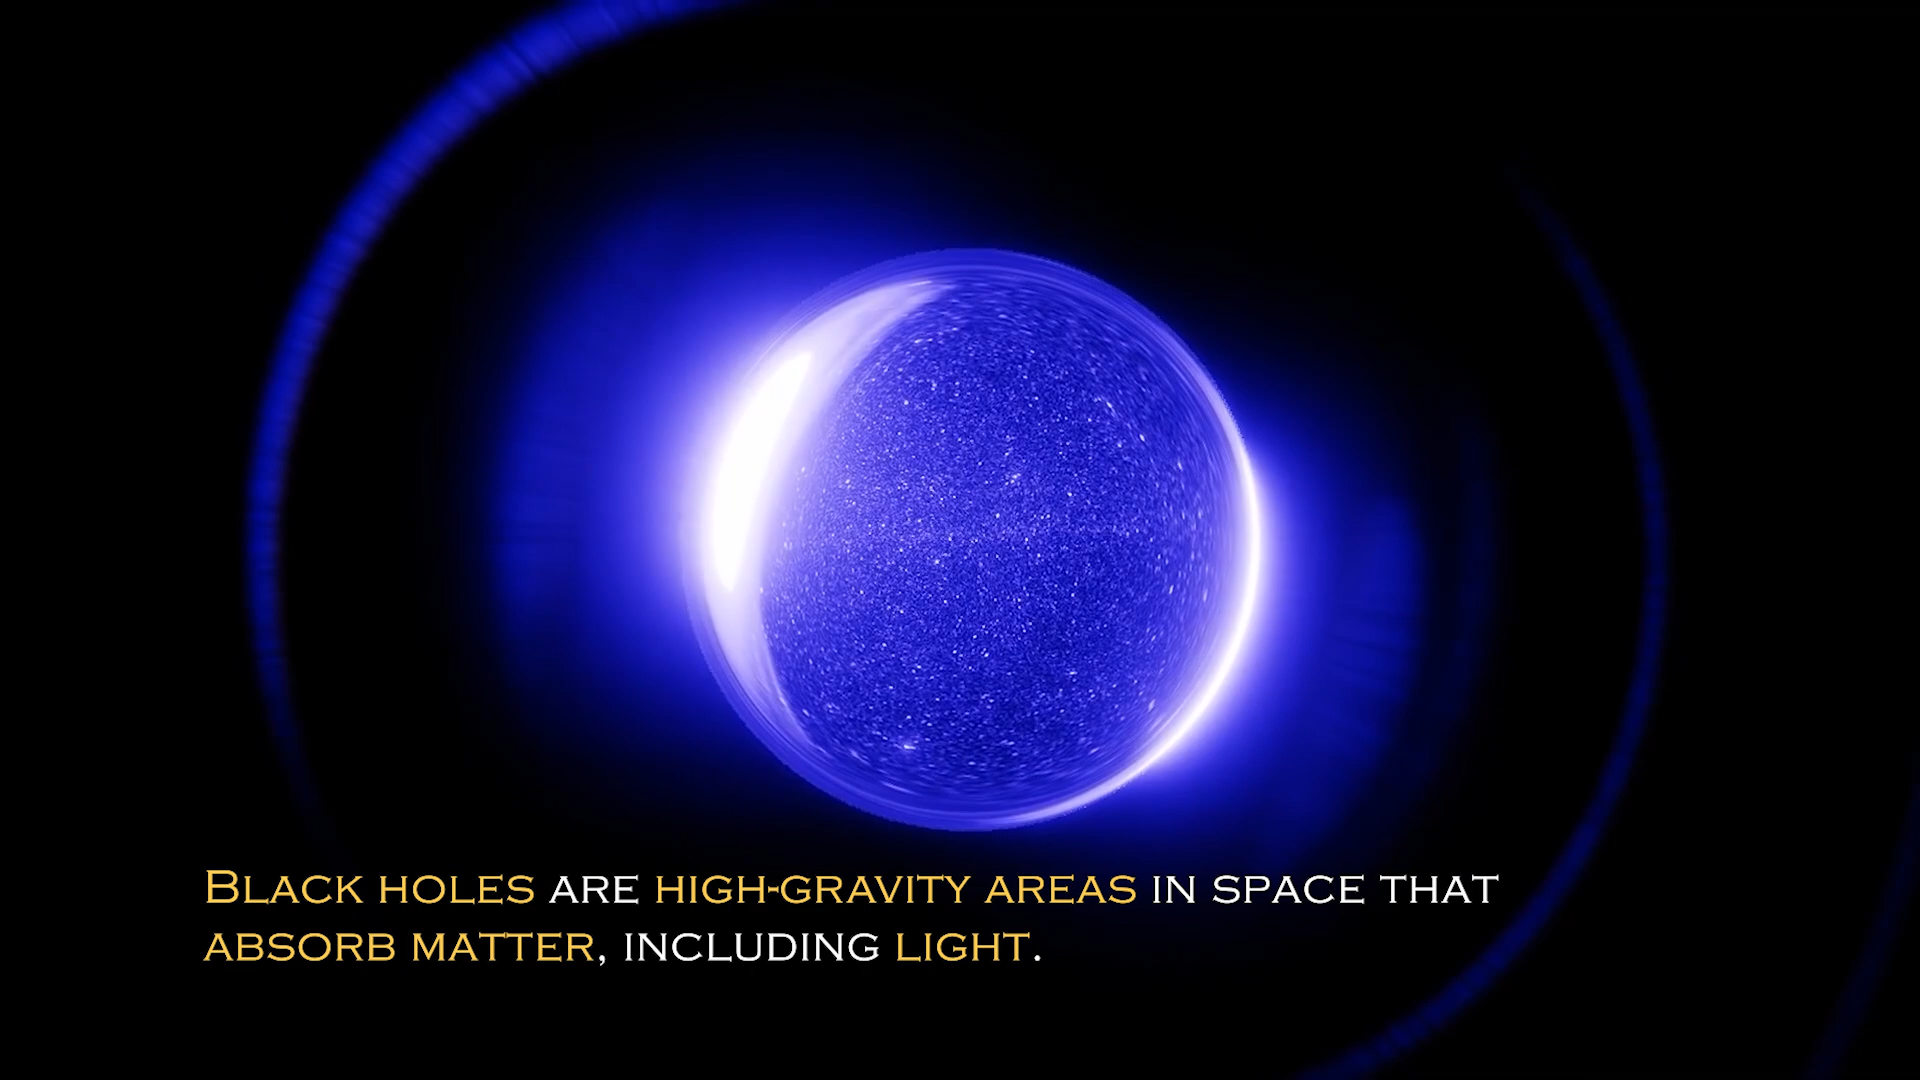 Black holes are high-gravity areas in space that
absorb matter, including light.